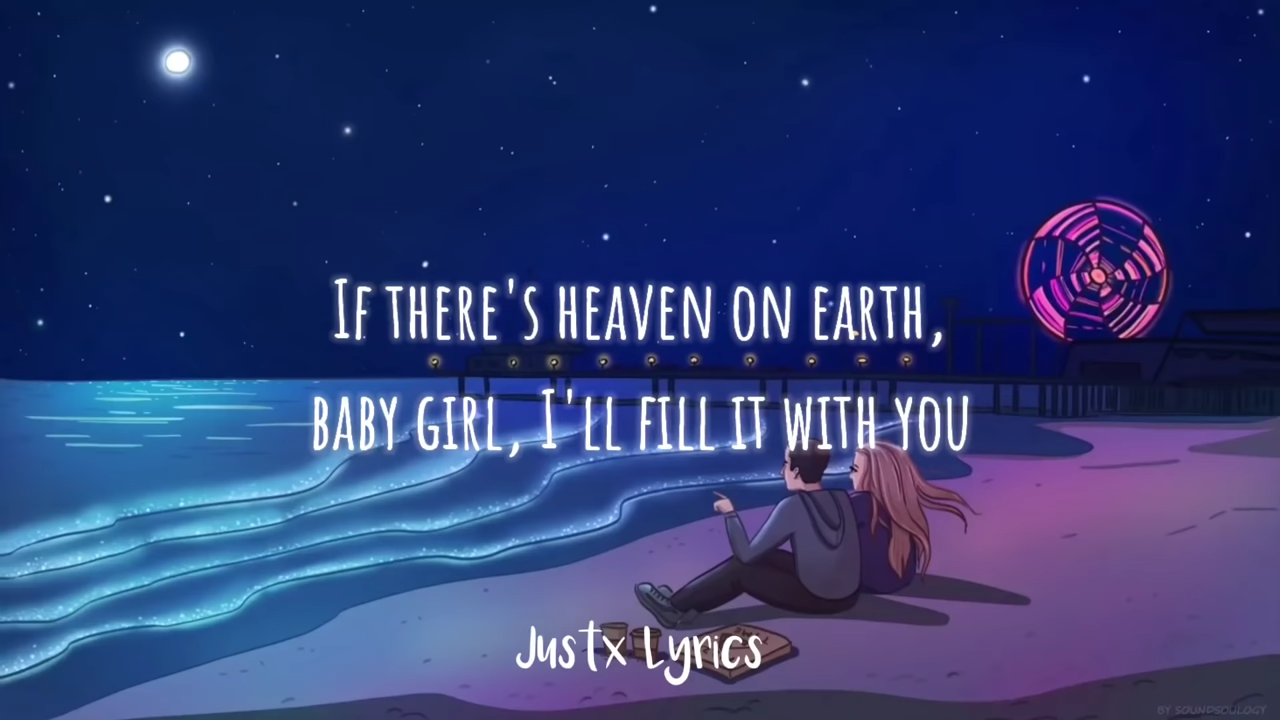 If there's heaven on earth,
baby girl, I'll fill it with you
Justx Lyrics
BY SOUNDSOULOGY